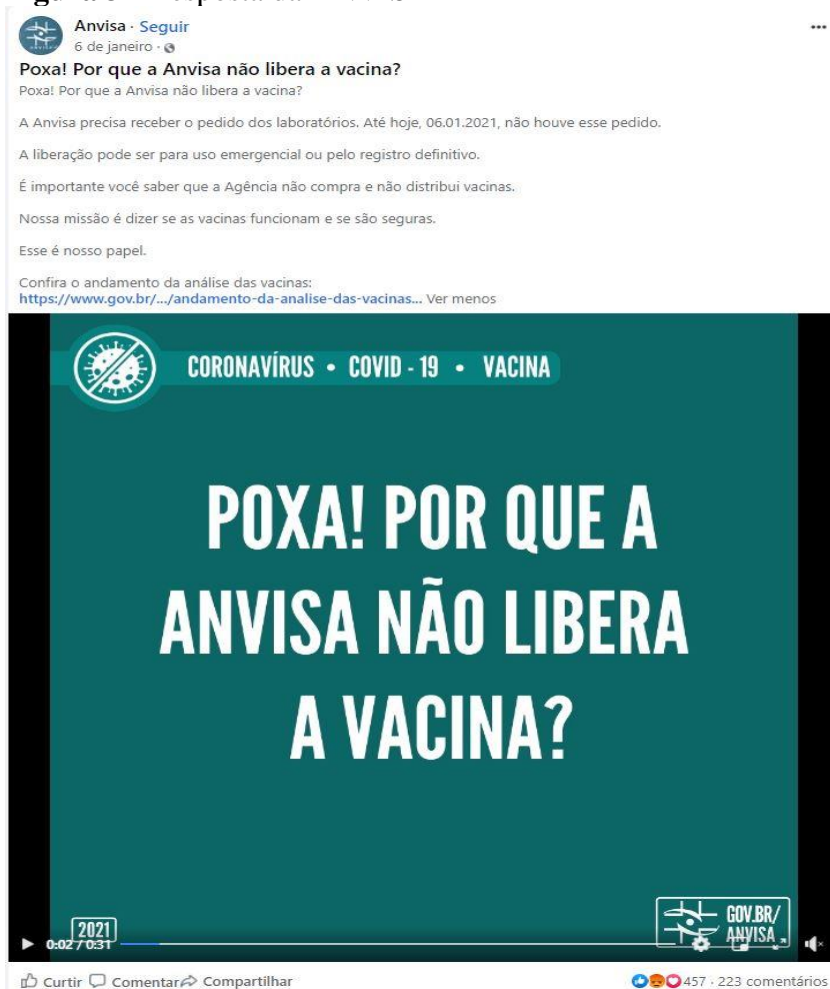 Anvisa · Seguir
6 de janeiro ·
Poxa! Por que a Anvisa não libera a vacina?
Poxa! Por que a Anvisa não libera a vacina?
A Anvisa precisa receber o pedido dos laboratórios. Até hoje, 06.01.2021, não houve esse pedido.
A liberação pode ser para uso emergencial ou pelo registro definitivo.
É importante você saber que a Agência não compra e não distribui vacinas.
Nossa missão é dizer se as vacinas funcionam e se são seguras.
Esse é nosso papel.
Confira o andamento da análise das vacinas:
https://www.gov.br/.../andamento-da-analise-das-vacinas... Ver menos
CORONAVÍRUS • COVID - 19 • VACINA
POXA! POR QUE A
ANVISA NÃO LIBERA
A VACINA?
2021
GOV.BR/
ANVISA
0:02 / 0:31
Curtir Comentar Compartilhar
457 · 223 comentários